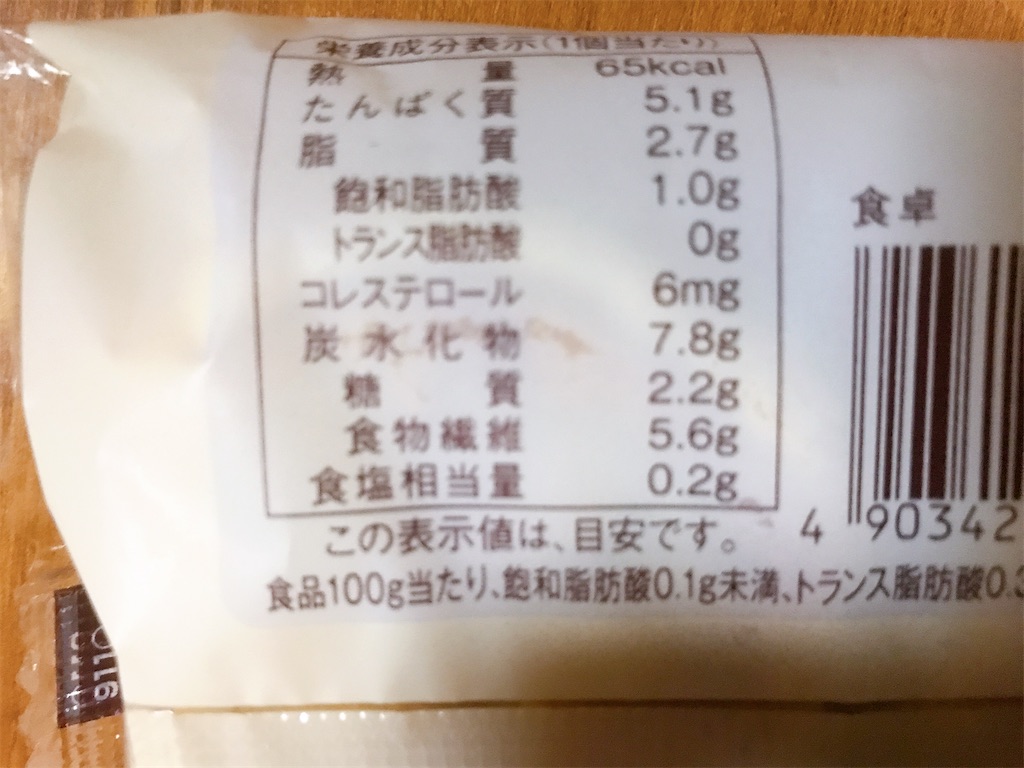 栄養成分表示(1個当たり)
熱量 65kcal
たんぱく質 5.1g
脂質 2.7g
飽和脂肪酸 1.0g
トランス脂肪酸 0g
コレステロール 6mg
炭水化物 7.8g
糖質 2.2g
食物繊維 5.6g
食塩相当量 0.2g
この表示値は、目安です。
食品100g当たり、飽和脂肪酸0.1g未満、トランス脂肪酸0.3
食卓
4 90342